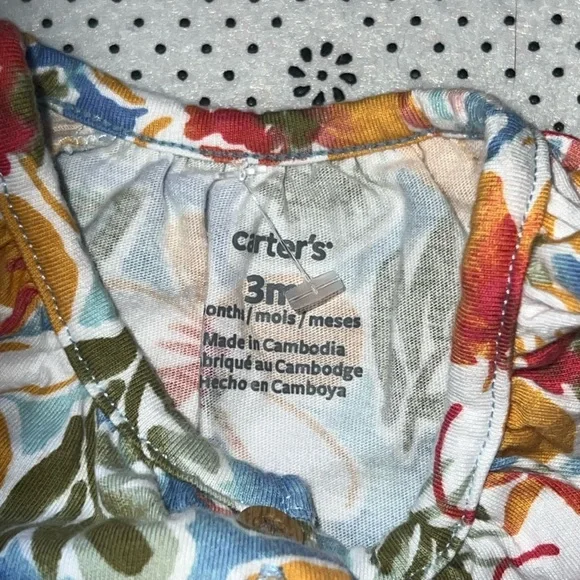 carter's
3m
onth/mois/meses
Made in Cambodia
briqué au Cambodge
Hecho en Camboya